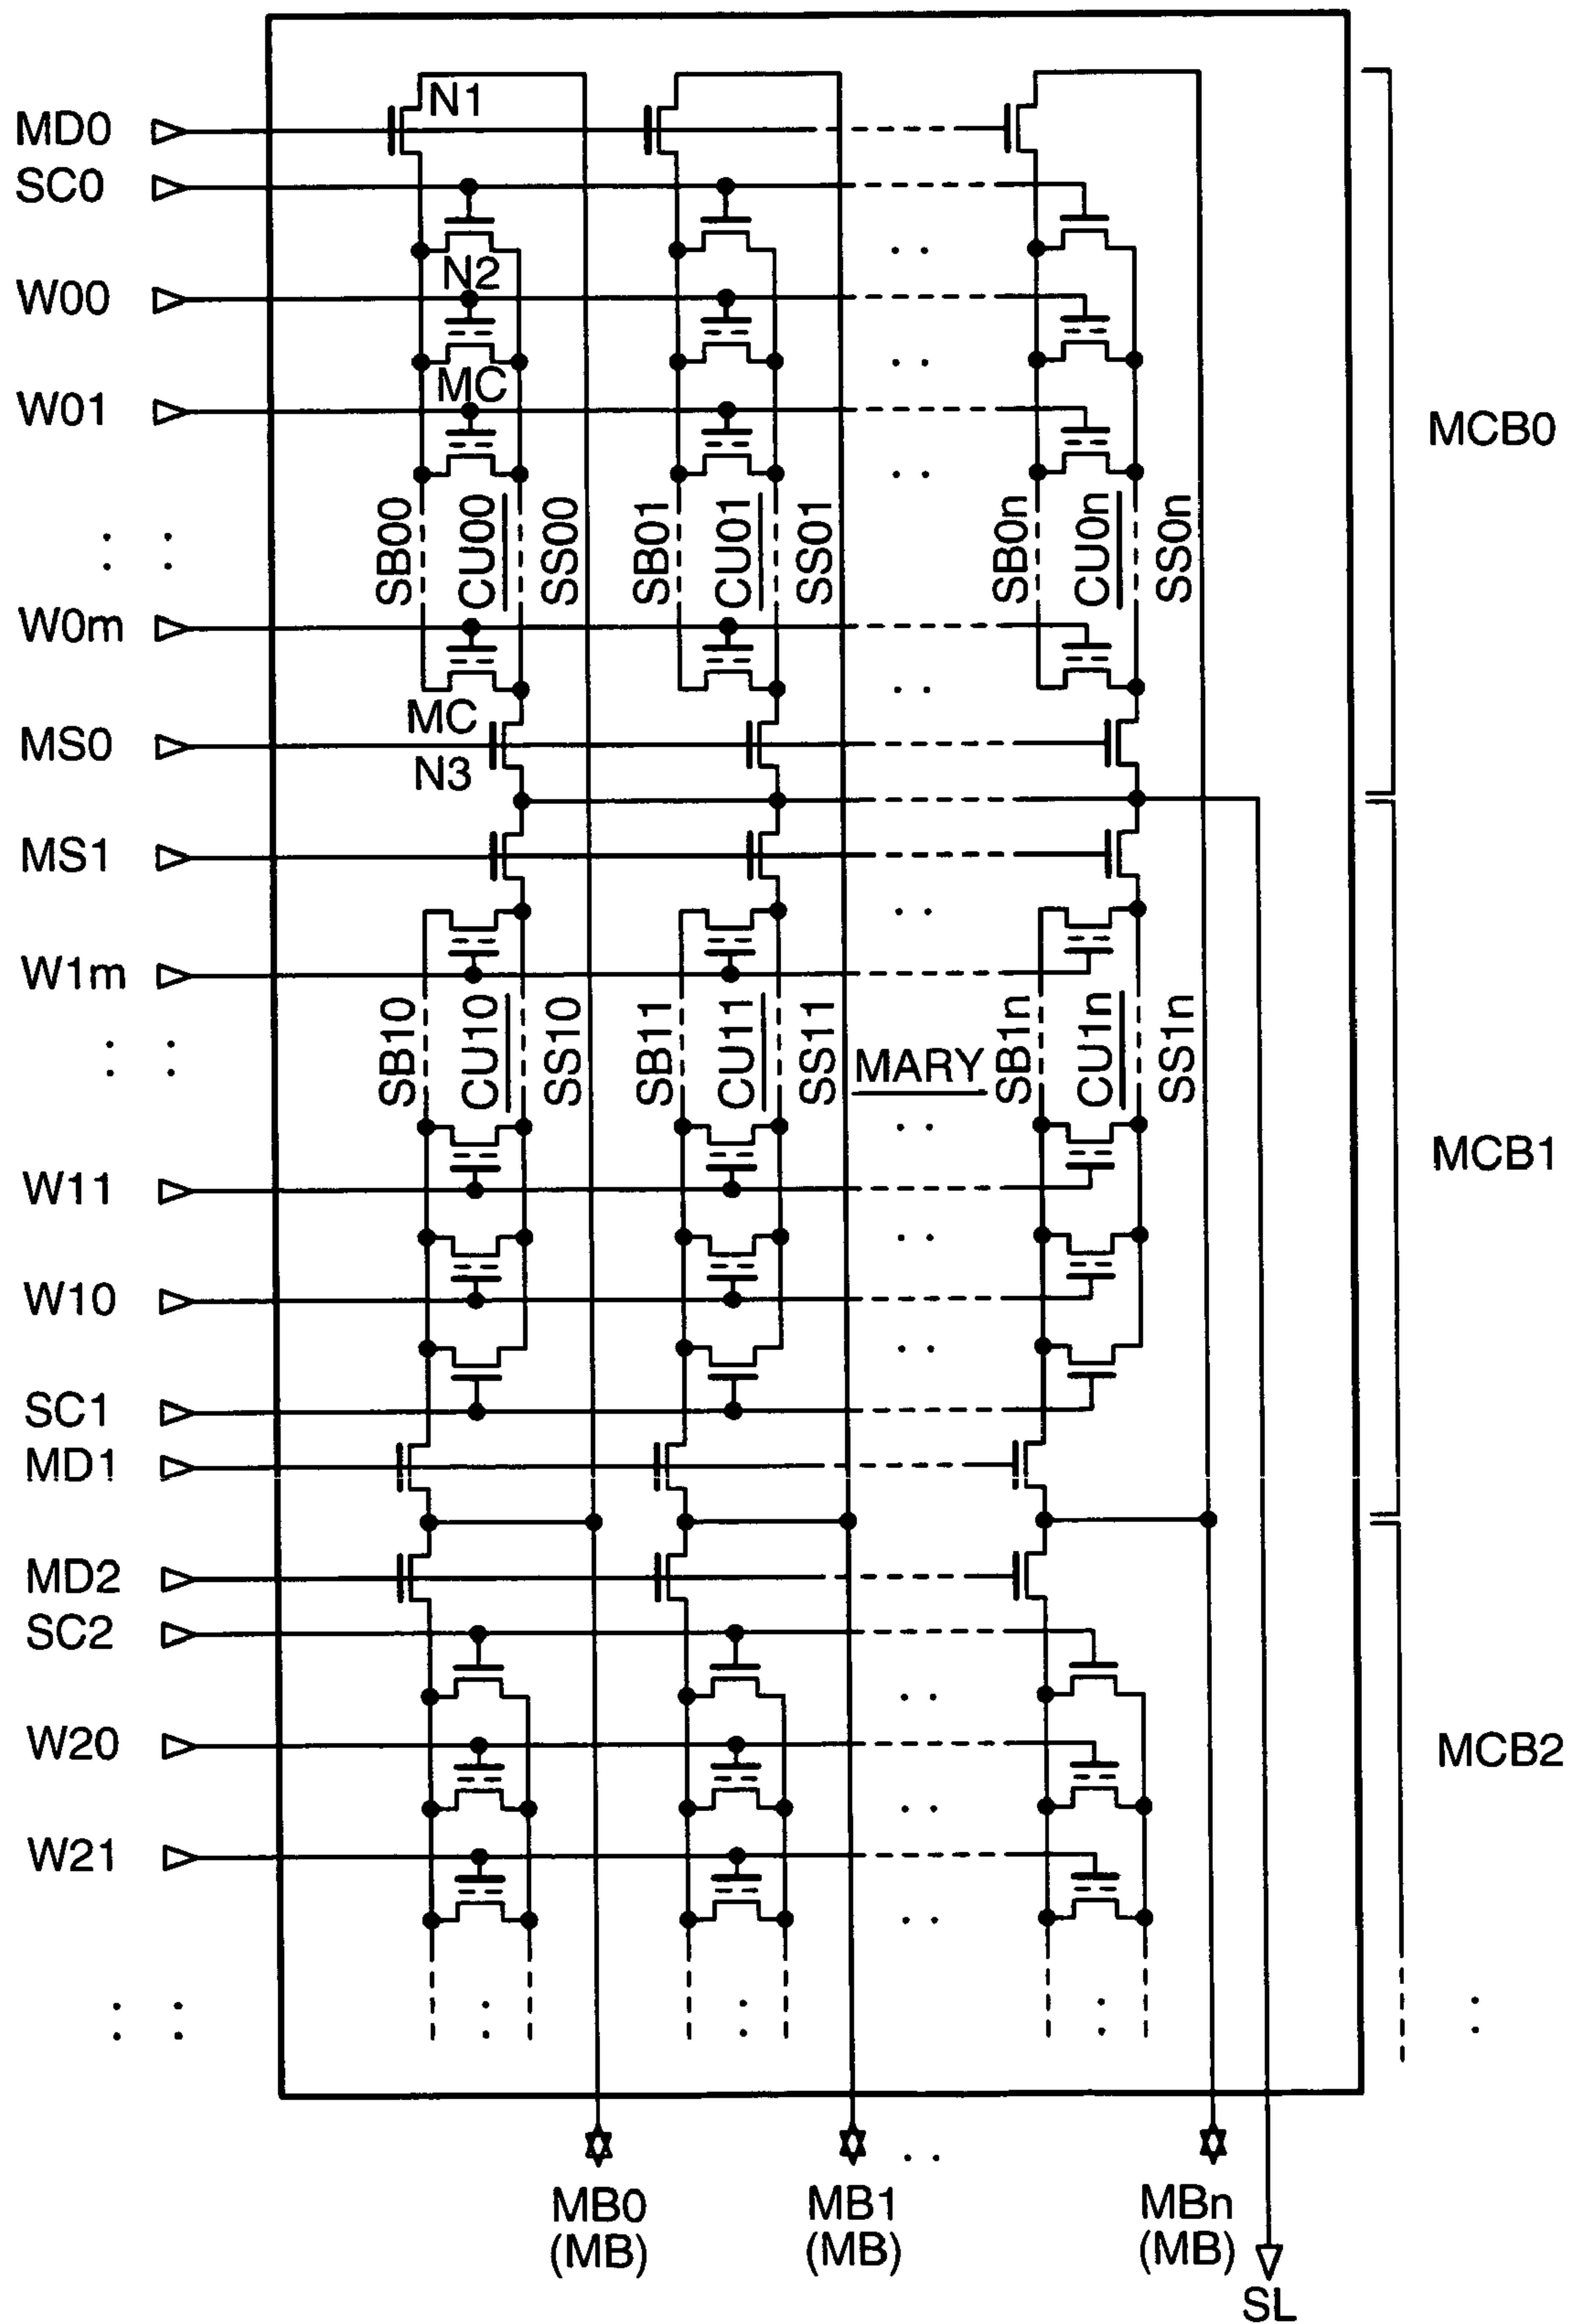 MD0
N1
SC0
N2
W00
MC
W01
SB00
CU00
SS00
SB01
CU01
SS01
SB0n
CU0n
SS0n
MCB0
W0m
MC
MS0
N3
MS1
W1m
SB10
CU10
SS10
SB11
CU11
SS11
MARY
SB1n
CU1n
SS1n
MCB1
W11
W10
SC1
MD1
MD2
SC2
W20
MCB2
W21
MB0
(MB)
MB1
(MB)
MBn
(MB)
SL